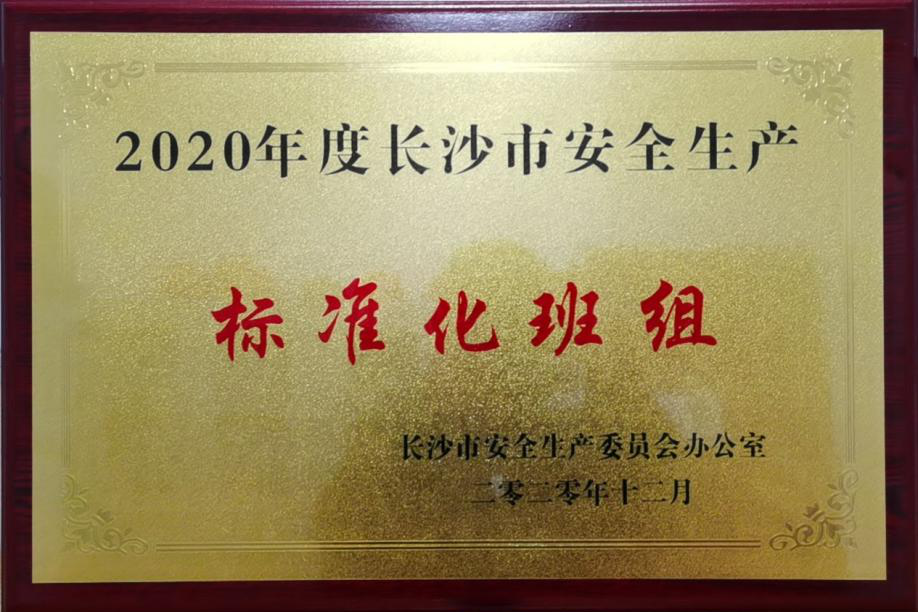 2020年度长沙市安全生产
标准化班组
长沙市安全生产委员会办公室
二零二零年十二月